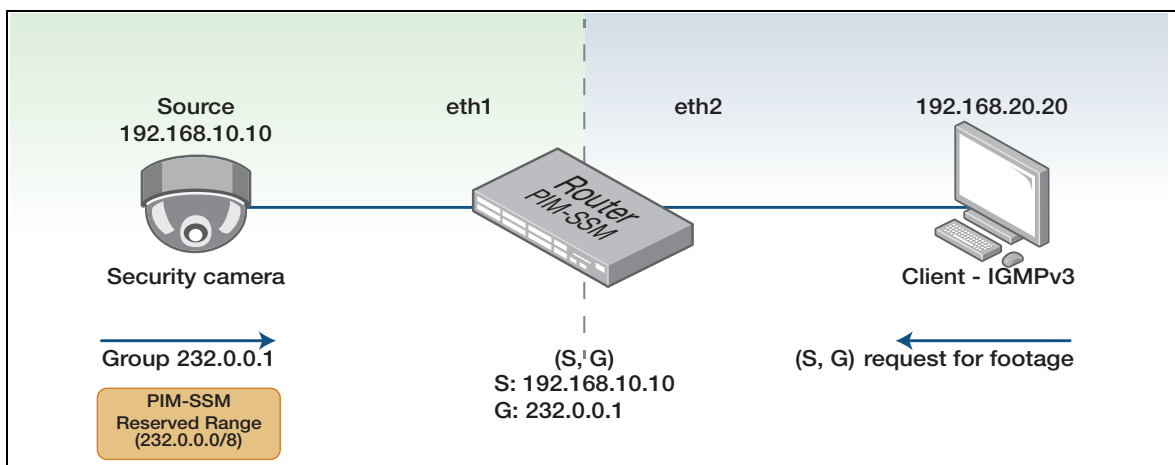 Source
192.168.10.10
eth1
eth2
192.168.20.20
Router
PIM-SSM
Security camera
Client - IGMPv3
Group 232.0.0.1
(S, G)
S: 192.168.10.10
G: 232.0.0.1
(S, G) request for footage
PIM-SSM
Reserved Range
(232.0.0.0/8)